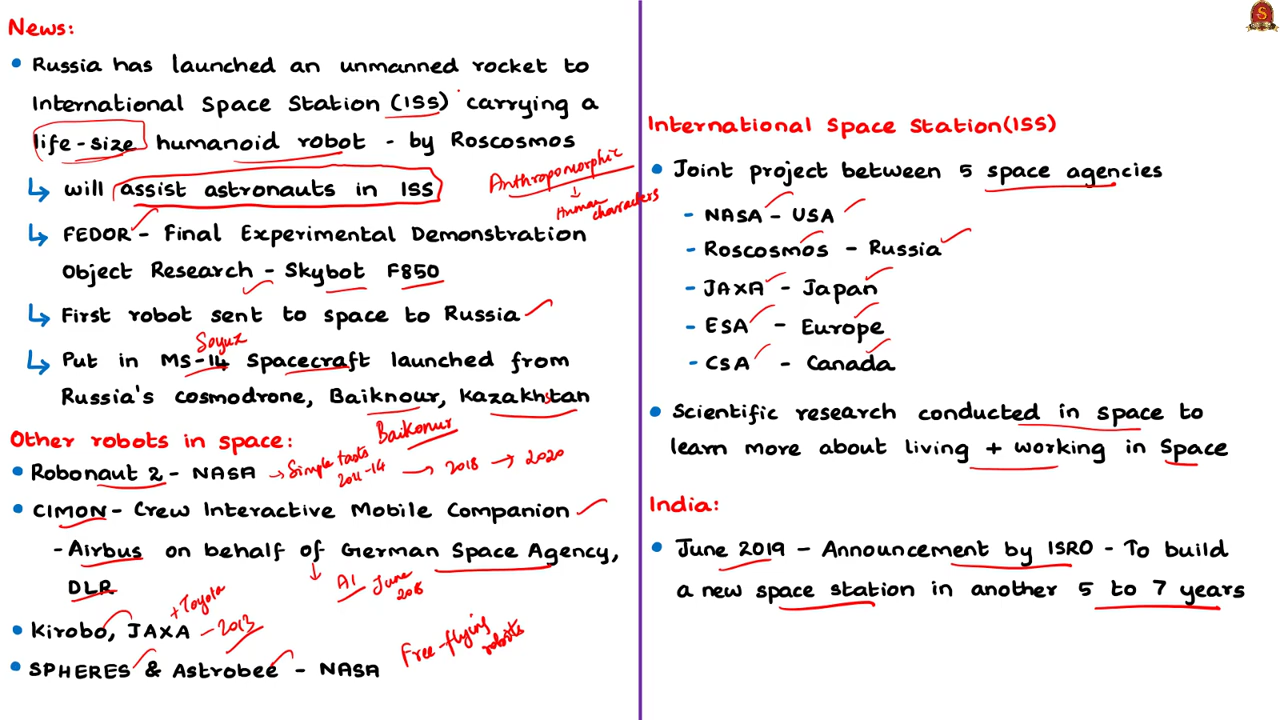 News:
• Russia has launched an unmanned rocket to
International Space Station (ISS) carrying a
life-size humanoid robot - by Roscosmos
↳ will assist astronauts in ISS
Anthropomorphic
↓
Human characters
↳ FEDOR - Final Experimental Demonstration
Object Research - Skybot F850
↳ First robot sent to space to Russia
Soyuz
↳ Put in MS-14 spacecraft launched from
Russia's cosmodrone, Baiknour, Kazakhstan
Baikonur
Other robots in space:
• Robonaut 2 - NASA → Simple tasks 2011-14 → 2018 → 2020
• CIMON - Crew Interactive Mobile Companion
- Airbus on behalf of German Space Agency,
DLR
↓
AI June 2018
+Toyota
• Kirobo, JAXA - 2013
Free-flying robots
• SPHERES & Astrobee - NASA
International Space Station(ISS)
• Joint project between 5 space agencies
- NASA - USA
- Roscosmos - Russia
- JAXA - Japan
- ESA - Europe
- CSA - Canada
• Scientific research conducted in space to
learn more about living + working in Space
India:
• June 2019 - Announcement by ISRO - To build
a new space station in another 5 to 7 years
S